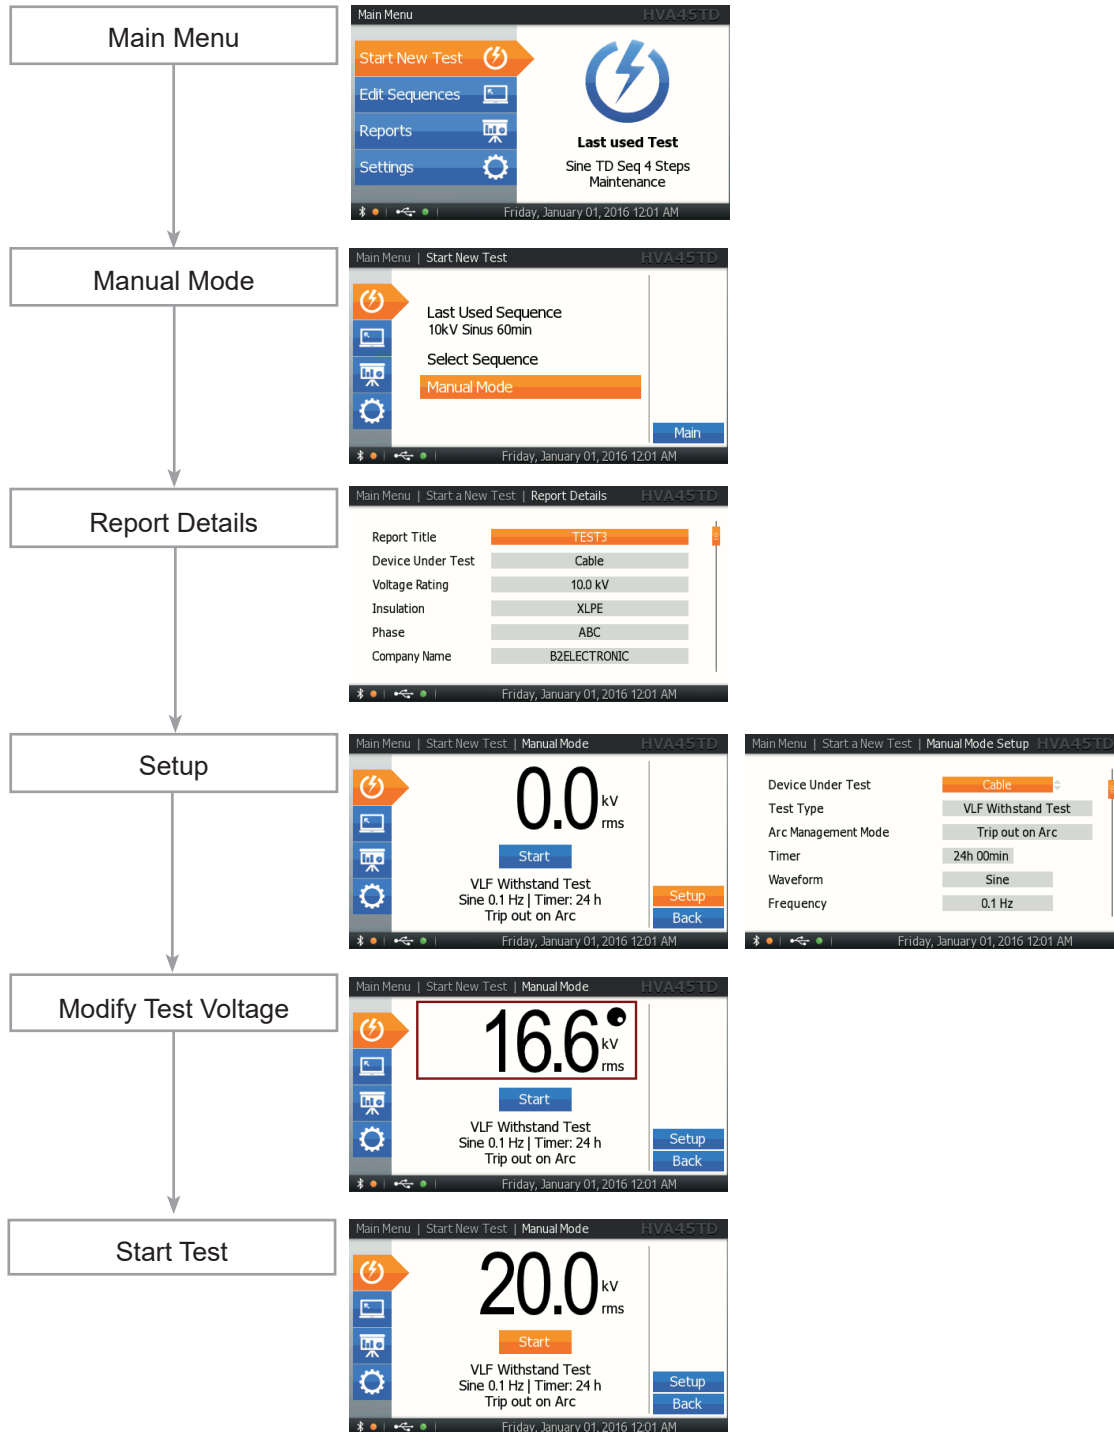 Main Menu
Main Menu HVA45TD
Start New Test
Edit Sequences
Reports
Settings
Last used Test
Sine TD Seq 4 Steps
Maintenance
Friday, January 01, 2016 12:01 AM
Manual Mode
Main Menu | Start New Test HVA45TD
Last Used Sequence
10kV Sinus 60min
Select Sequence
Manual Mode
Main
Friday, January 01, 2016 12:01 AM
Report Details
Main Menu | Start a New Test | Report Details HVA45TD
Report Title TEST3
Device Under Test Cable
Voltage Rating 10.0 kV
Insulation XLPE
Phase ABC
Company Name B2ELECTRONIC
Friday, January 01, 2016 12:01 AM
Setup
Main Menu | Start New Test | Manual Mode HVA45TD
0.0 kV rms
Start
VLF Withstand Test
Sine 0.1 Hz | Timer: 24 h
Trip out on Arc
Setup
Back
Friday, January 01, 2016 12:01 AM
Main Menu | Start a New Test | Manual Mode Setup HVA45TD
Device Under Test Cable
Test Type VLF Withstand Test
Arc Management Mode Trip out on Arc
Timer 24h 00min
Waveform Sine
Frequency 0.1 Hz
Friday, January 01, 2016 12:01 AM
Modify Test Voltage
Main Menu | Start New Test | Manual Mode HVA45TD
16.6 kV rms
Start
VLF Withstand Test
Sine 0.1 Hz | Timer: 24 h
Trip out on Arc
Setup
Back
Friday, January 01, 2016 12:01 AM
Start Test
Main Menu | Start New Test | Manual Mode HVA45TD
20.0 kV rms
Start
VLF Withstand Test
Sine 0.1 Hz | Timer: 24 h
Trip out on Arc
Setup
Back
Friday, January 01, 2016 12:01 AM